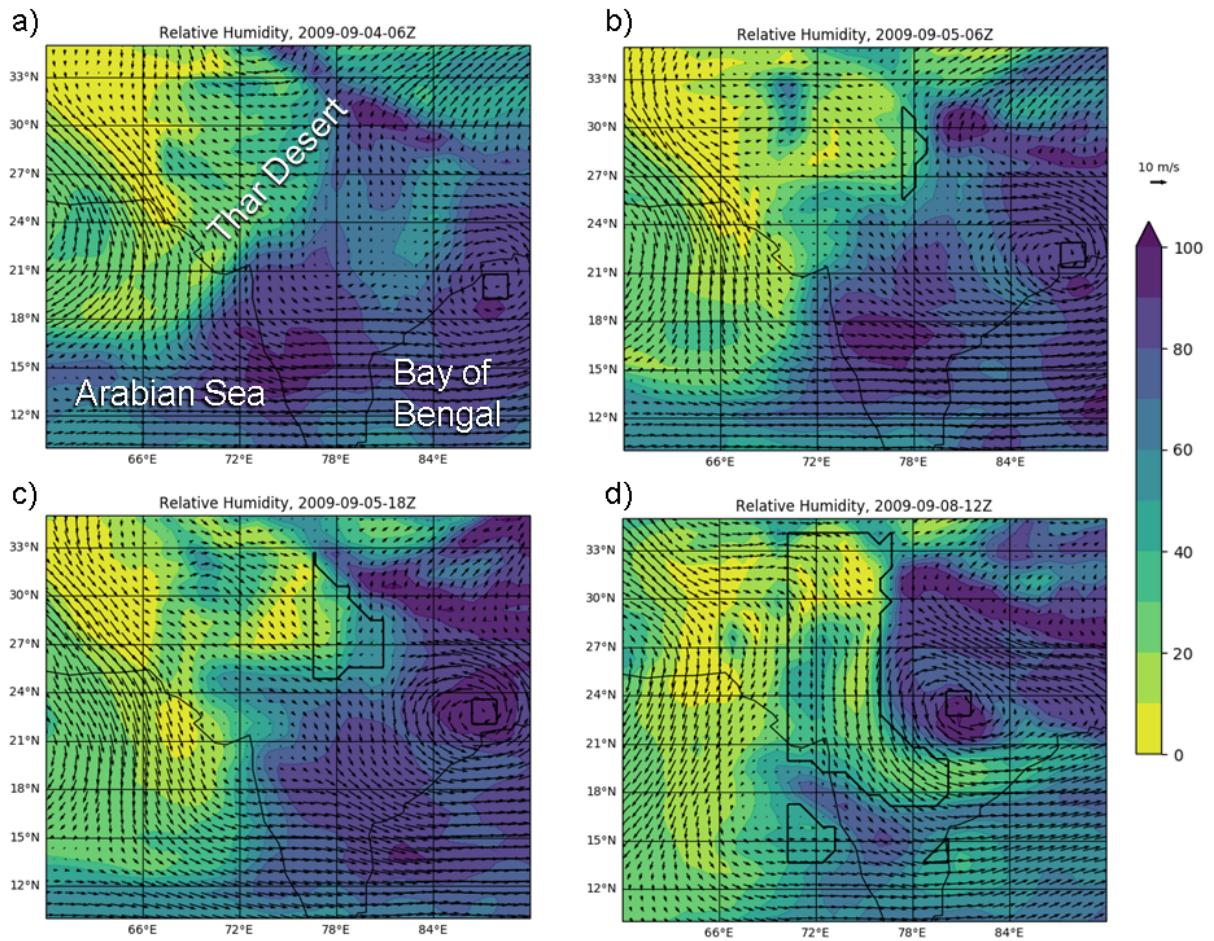 a)
Relative Humidity, 2009-09-04-06Z
33°N
30°N
27°N
24°N
21°N
18°N
15°N
12°N
66°E
72°E
78°E
84°E
Thar Desert
Arabian Sea
Bay of
Bengal
b)
Relative Humidity, 2009-09-05-06Z
33°N
30°N
27°N
24°N
21°N
18°N
15°N
12°N
66°E
72°E
78°E
84°E
c)
Relative Humidity, 2009-09-05-18Z
33°N
30°N
27°N
24°N
21°N
18°N
15°N
12°N
66°E
72°E
78°E
84°E
d)
Relative Humidity, 2009-09-08-12Z
33°N
30°N
27°N
24°N
21°N
18°N
15°N
12°N
66°E
72°E
78°E
84°E
10 m/s
100
80
60
40
20
0